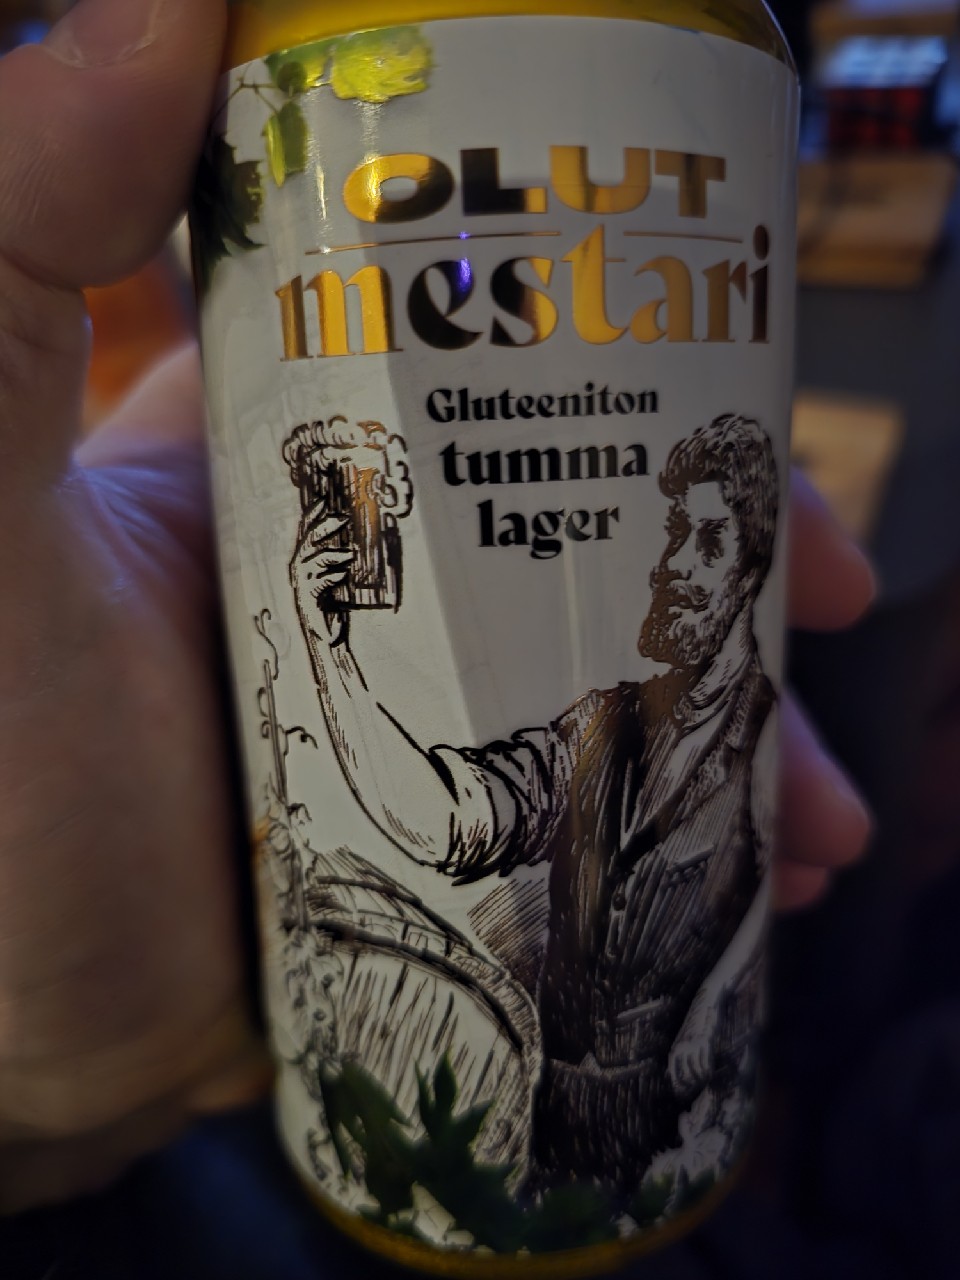 OLUT
mestari
Gluteeniton
tumma
lager